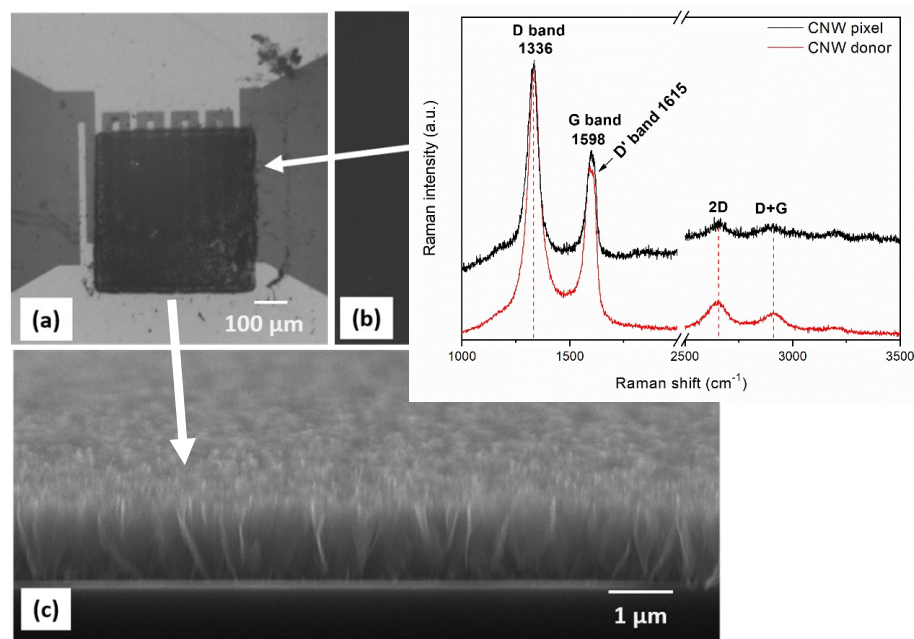 (a)
100 μm
(b)
CNW pixel
CNW donor
D band
1336
G band
1598
D' band 1615
2D
D+G
Raman intensity (a.u.)
1000
1500
2500
3000
3500
Raman shift (cm⁻¹)
(c)
1 μm